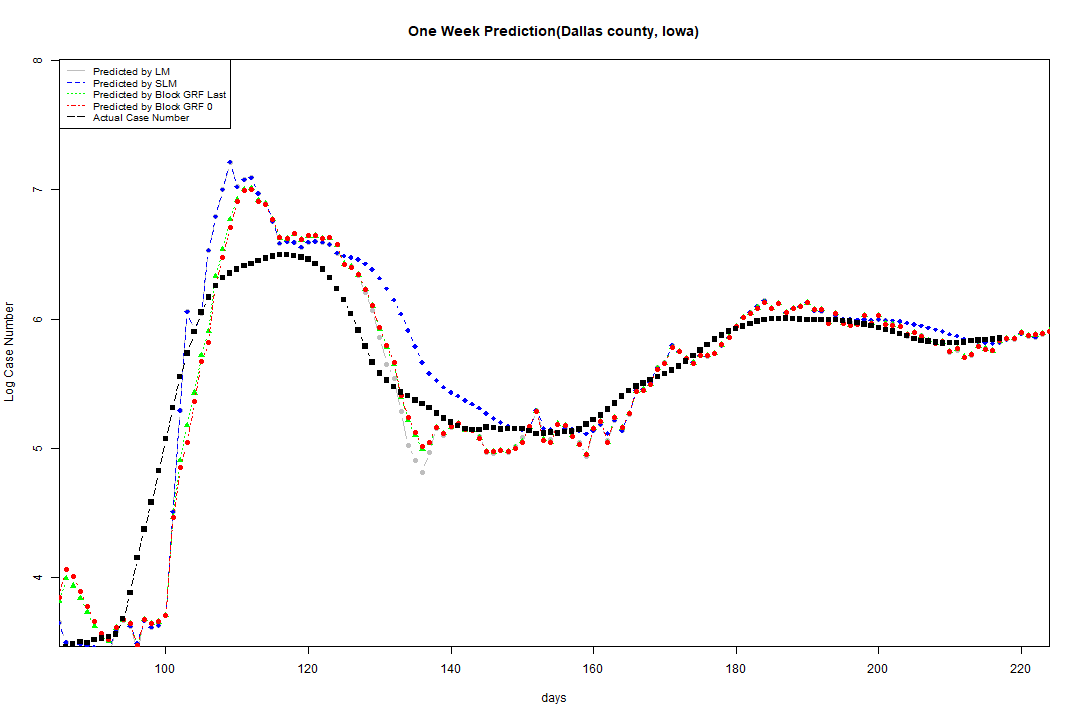 One Week Prediction(Dallas county, Iowa)
Predicted by LM
Predicted by SLM
Predicted by Block GRF Last
Predicted by Block GRF 0
Actual Case Number
8
7
6
5
4
Log Case Number
100 120 140 160 180 200 220
days